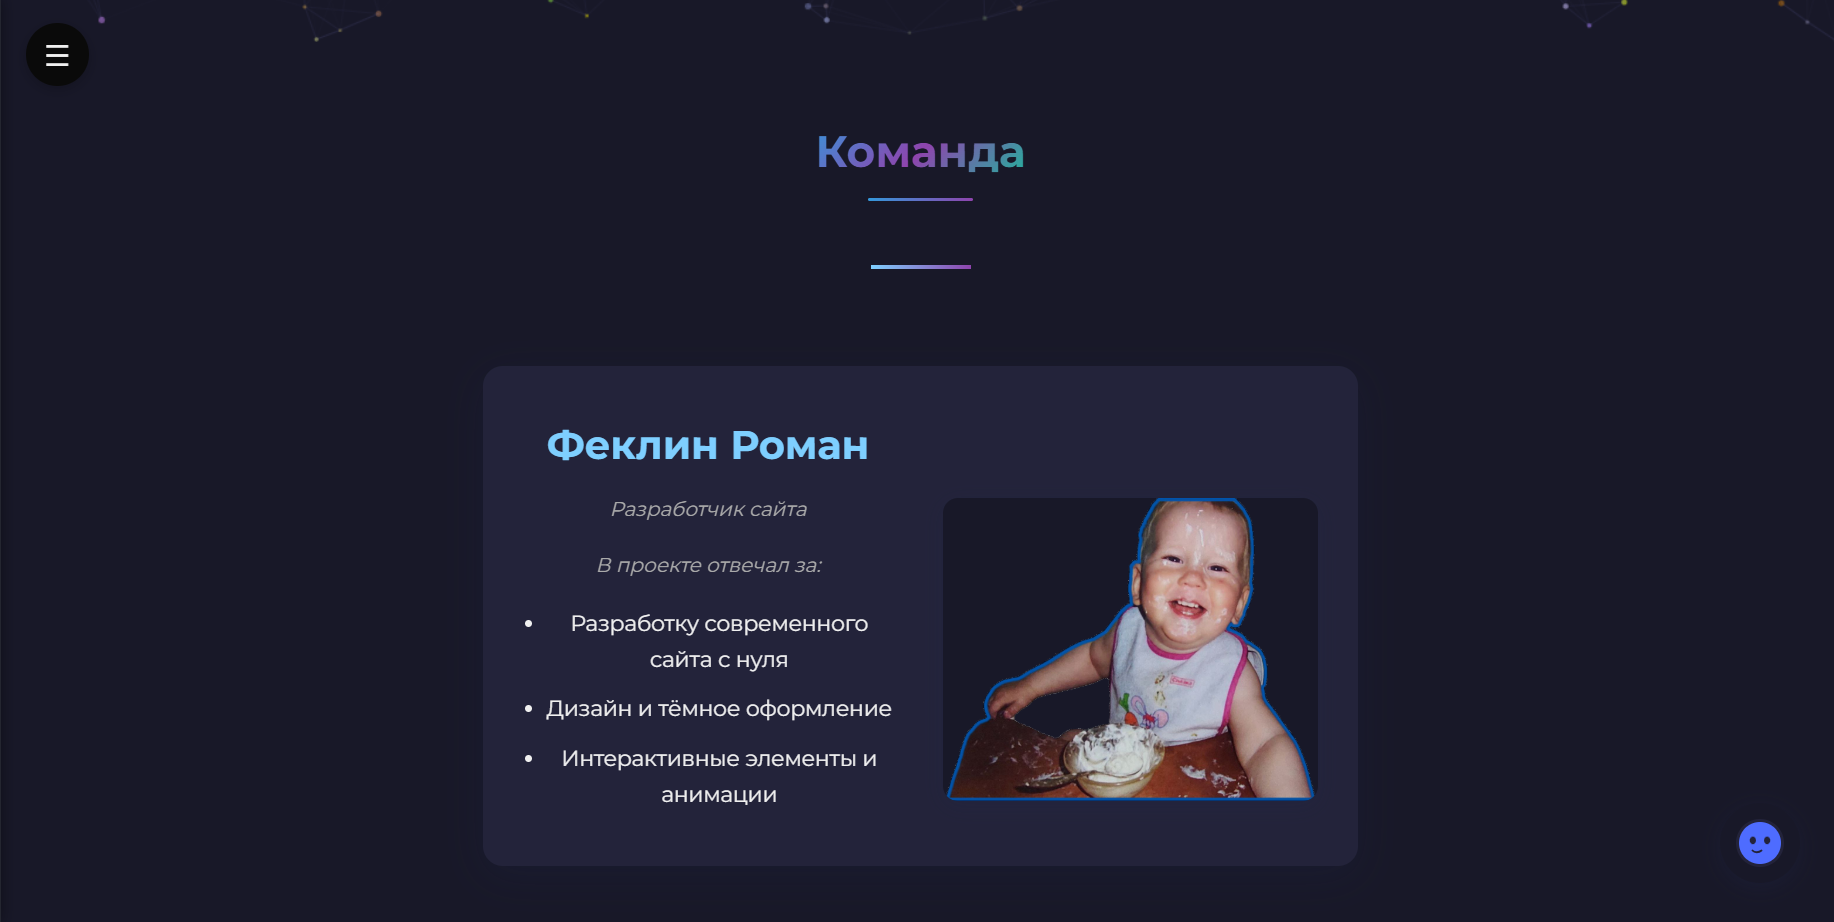 Команда
Феклин Роман
Разработчик сайта
В проекте отвечал за:
• Разработку современного
сайта с нуля
• Дизайн и тёмное оформление
• Интерактивные элементы и
анимации